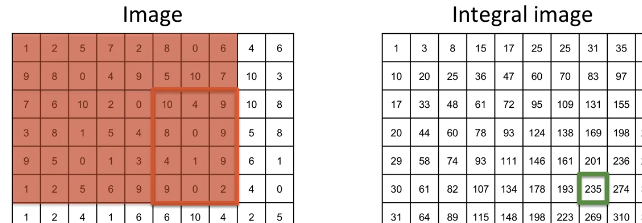 Image
1 2 5 7 2 8 0 6 4 6
9 8 0 4 9 5 10 7 10 3
7 6 10 2 0 10 4 9 10 8
3 8 1 5 4 8 0 9 5 8
9 5 0 1 3 4 1 9 6 1
1 2 5 6 9 9 0 2 4 0
1 2 4 1 6 6 10 4 2 5
Integral image
1 3 8 15 17 25 25 31 35
10 20 25 36 47 60 70 83 97
17 33 48 61 72 95 109 131 155
20 44 60 78 93 124 138 169 198
29 58 74 93 111 146 161 201 236
30 61 82 107 134 178 193 235 274
31 64 89 115 148 198 223 269 310